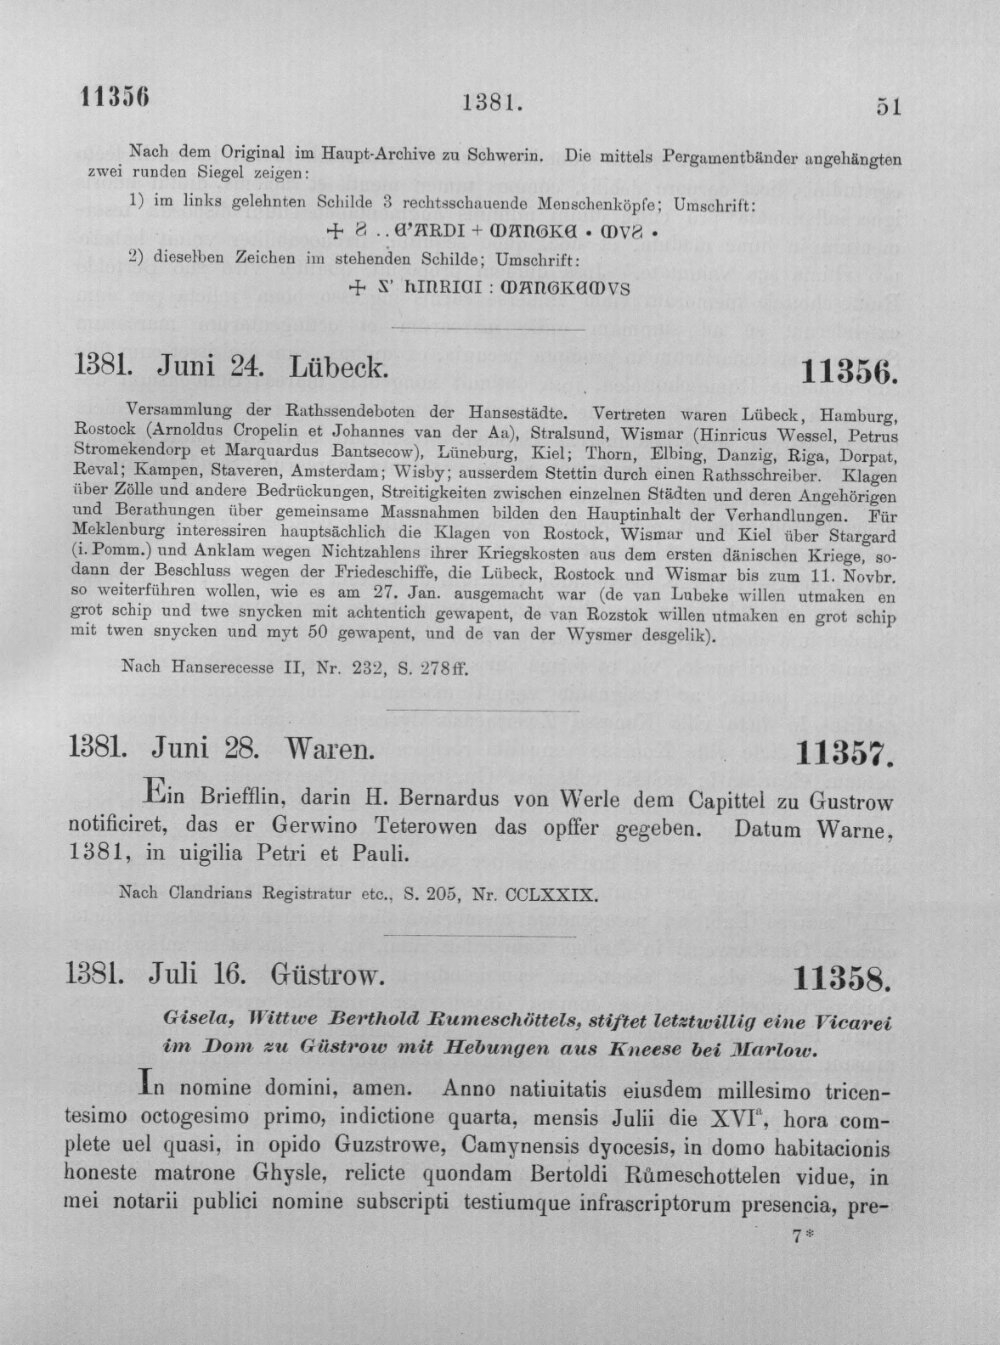 11356
1381.
51
Nach dem Original im Haupt-Archive zu Schwerin. Die mittels Pergamentbänder angehängten
zwei runden Siegel zeigen:
1) im links gelehnten Schilde 3 rechtsschauende Menschenköpfe; Umschrift:
+ S .. E'ARDI + MANGKE • MVS •
2) dieselben Zeichen im stehenden Schilde; Umschrift:
+ S' hINRICI : MANGKEMVS
1381. Juni 24. Lübeck.
11356.
Versammlung der Rathssendeboten der Hansestädte. Vertreten waren Lübeck, Hamburg,
Rostock (Arnoldus Cropelin et Johannes van der Aa), Stralsund, Wismar (Hinricus Wessel, Petrus
Stromekendorp et Marquardus Bantsecow), Lüneburg, Kiel; Thorn, Elbing, Danzig, Riga, Dorpat,
Reval; Kampen, Staveren, Amsterdam; Wisby; ausserdem Stettin durch einen Rathsschreiber. Klagen
über Zölle und andere Bedrückungen, Streitigkeiten zwischen einzelnen Städten und deren Angehörigen
und Berathungen über gemeinsame Massnahmen bilden den Hauptinhalt der Verhandlungen. Für
Meklenburg interessiren hauptsächlich die Klagen von Rostock, Wismar und Kiel über Stargard
(i. Pomm.) und Anklam wegen Nichtzahlens ihrer Kriegskosten aus dem ersten dänischen Kriege, so-
dann der Beschluss wegen der Friedeschiffe, die Lübeck, Rostock und Wismar bis zum 11. Novbr.
so weiterführen wollen, wie es am 27. Jan. ausgemacht war (de van Lubeke willen utmaken en
grot schip und twe snycken mit achtentich gewapent, de van Rozstok willen utmaken en grot schip
mit twen snycken und myt 50 gewapent, und de van der Wysmer desgelik).
Nach Hanserecesse II, Nr. 232, S. 278ff.
1381. Juni 28. Waren.
11357.
Ein Briefflin, darin H. Bernardus von Werle dem Capittel zu Gustrow
notificiret, das er Gerwino Teterowen das opffer gegeben. Datum Warne,
1381, in uigilia Petri et Pauli.
Nach Clandrians Registratur etc., S. 205, Nr. CCLXXIX.
1381. Juli 16. Güstrow.
11358.
Gisela, Wittwe Berthold Rumeschöttels, stiftet letztwillig eine Vicarei
im Dom zu Güstrow mit Hebungen aus Kneese bei Marlow.
In nomine domini, amen. Anno natiuitatis eiusdem millesimo tricen-
tesimo octogesimo primo, indictione quarta, mensis Julii die XVIª, hora com-
plete uel quasi, in opido Guzstrowe, Camynensis dyocesis, in domo habitacionis
honeste matrone Ghysle, relicte quondam Bertoldi Růmeschottelen vidue, in
mei notarii publici nomine subscripti testiumque infrascriptorum presencia, pre-
7*